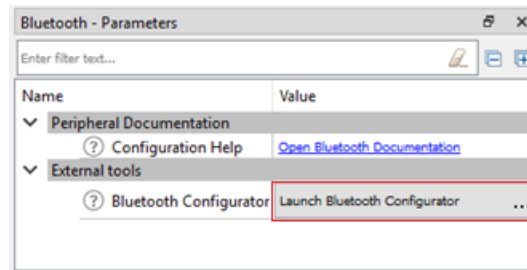 Bluetooth - Parameters
Enter filter text...
Name Value
Peripheral Documentation
? Configuration Help Open Bluetooth Documentation
External tools
? Bluetooth Configurator Launch Bluetooth Configurator ..